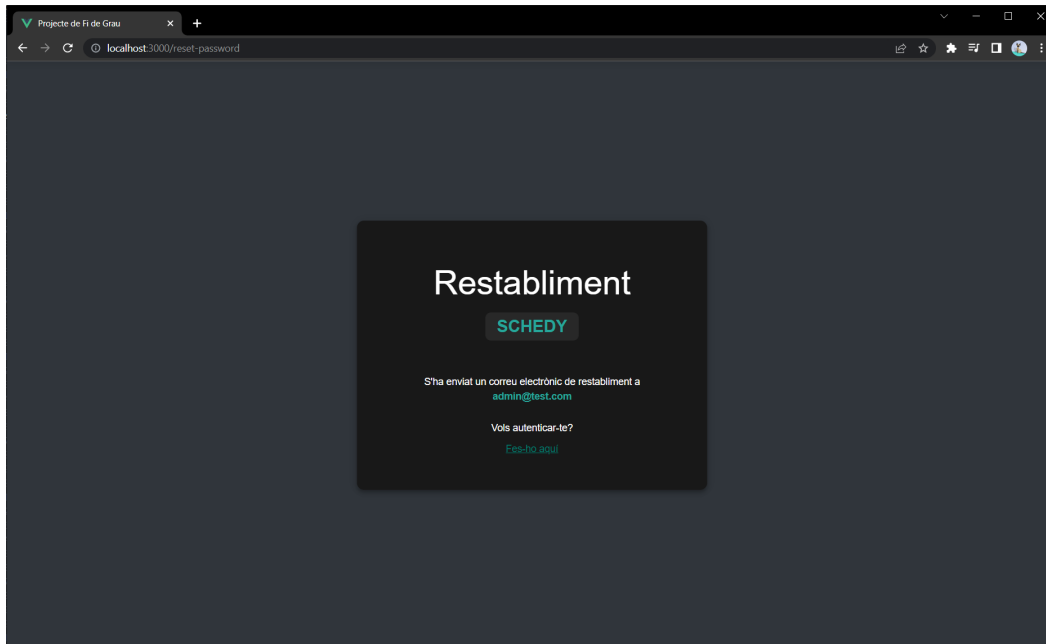 Projecte de Fi de Grau
localhost:3000/reset-password
Restabliment
SCHEDY
S'ha enviat un correu electrònic de restabliment a
admin@test.com
Vols autenticar-te?
Fes-ho aquí